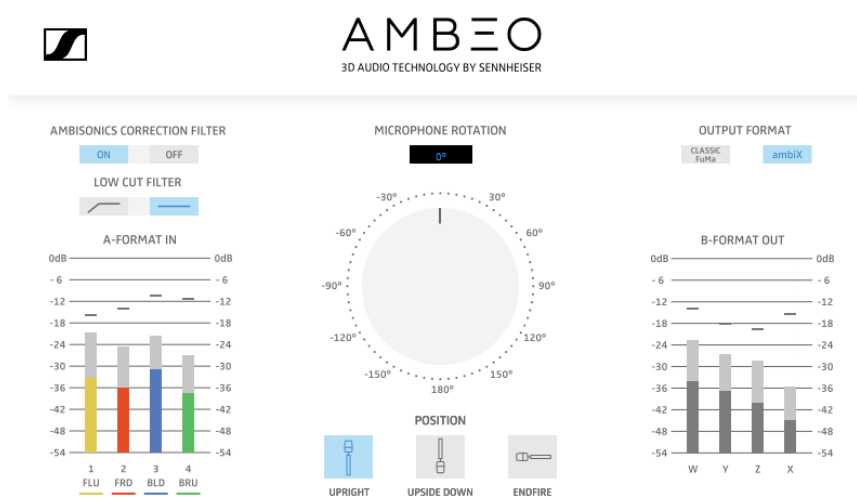 AMBEO
3D AUDIO TECHNOLOGY BY SENNHEISER
AMBISONICS CORRECTION FILTER
ON OFF
LOW CUT FILTER
A-FORMAT IN
0dB 0dB
- 6 - 6
-12 -12
-18 -18
-24 -24
-30 -30
-36 -36
-42 -42
-48 -48
-54 -54
1 2 3 4
FLU FRD BLD BRU
MICROPHONE ROTATION
0°
-30° 30°
-60° 60°
-90° 90°
-120° 120°
-150° 150°
180°
POSITION
UPRIGHT UPSIDE DOWN ENDFIRE
OUTPUT FORMAT
CLASSIC
FuMa
ambiX
B-FORMAT OUT
0dB 0dB
- 6 - 6
-12 -12
-18 -18
-24 -24
-30 -30
-36 -36
-42 -42
-48 -48
-54 -54
W Y Z X